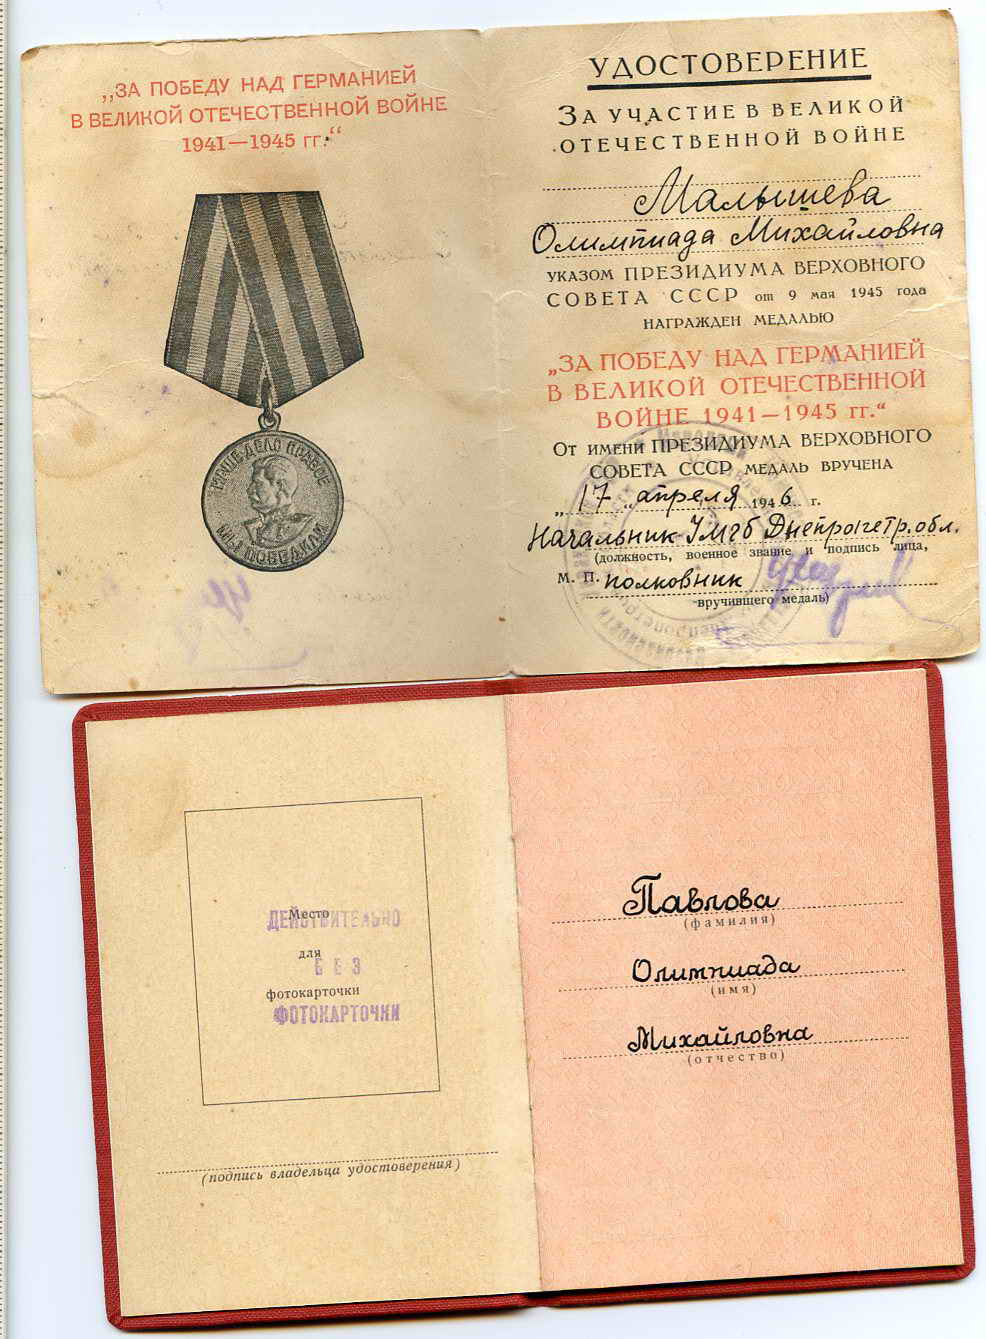 „ЗА ПОБЕДУ НАД ГЕРМАНИЕЙ
В ВЕЛИКОЙ ОТЕЧЕСТВЕННОЙ ВОЙНЕ
1941—1945 гг.“
НАШЕ ДЕЛО ПРАВОЕ
МЫ ПОБЕДИЛИ
УДОСТОВЕРЕНИЕ
ЗА УЧАСТИЕ В ВЕЛИКОЙ
ОТЕЧЕСТВЕННОЙ ВОЙНЕ
Малышева
Олимпиада Михайловна
УКАЗОМ ПРЕЗИДИУМА ВЕРХОВНОГО
СОВЕТА СССР от 9 мая 1945 года
НАГРАЖДЕН МЕДАЛЬЮ
„ЗА ПОБЕДУ НАД ГЕРМАНИЕЙ
В ВЕЛИКОЙ ОТЕЧЕСТВЕННОЙ
ВОЙНЕ 1941—1945 гг.“
ОТ ИМЕНИ ПРЕЗИДИУМА ВЕРХОВНОГО
СОВЕТА СССР МЕДАЛЬ ВРУЧЕНА
„17„ апреля 1946 г.
Начальник УМГБ Днепропетр. обл.
(должность, военное звание и подпись лица,
М. П. полковник
вручившего медаль)
Место
ДЕЙСТВИТЕЛЬНО
для
БЕЗ
фотокарточки
ФОТОКАРТОЧКИ
(подпись владельца удостоверения)
Павлова
(фамилия)
Олимпиада
(имя)
Михайловна
(отчество)